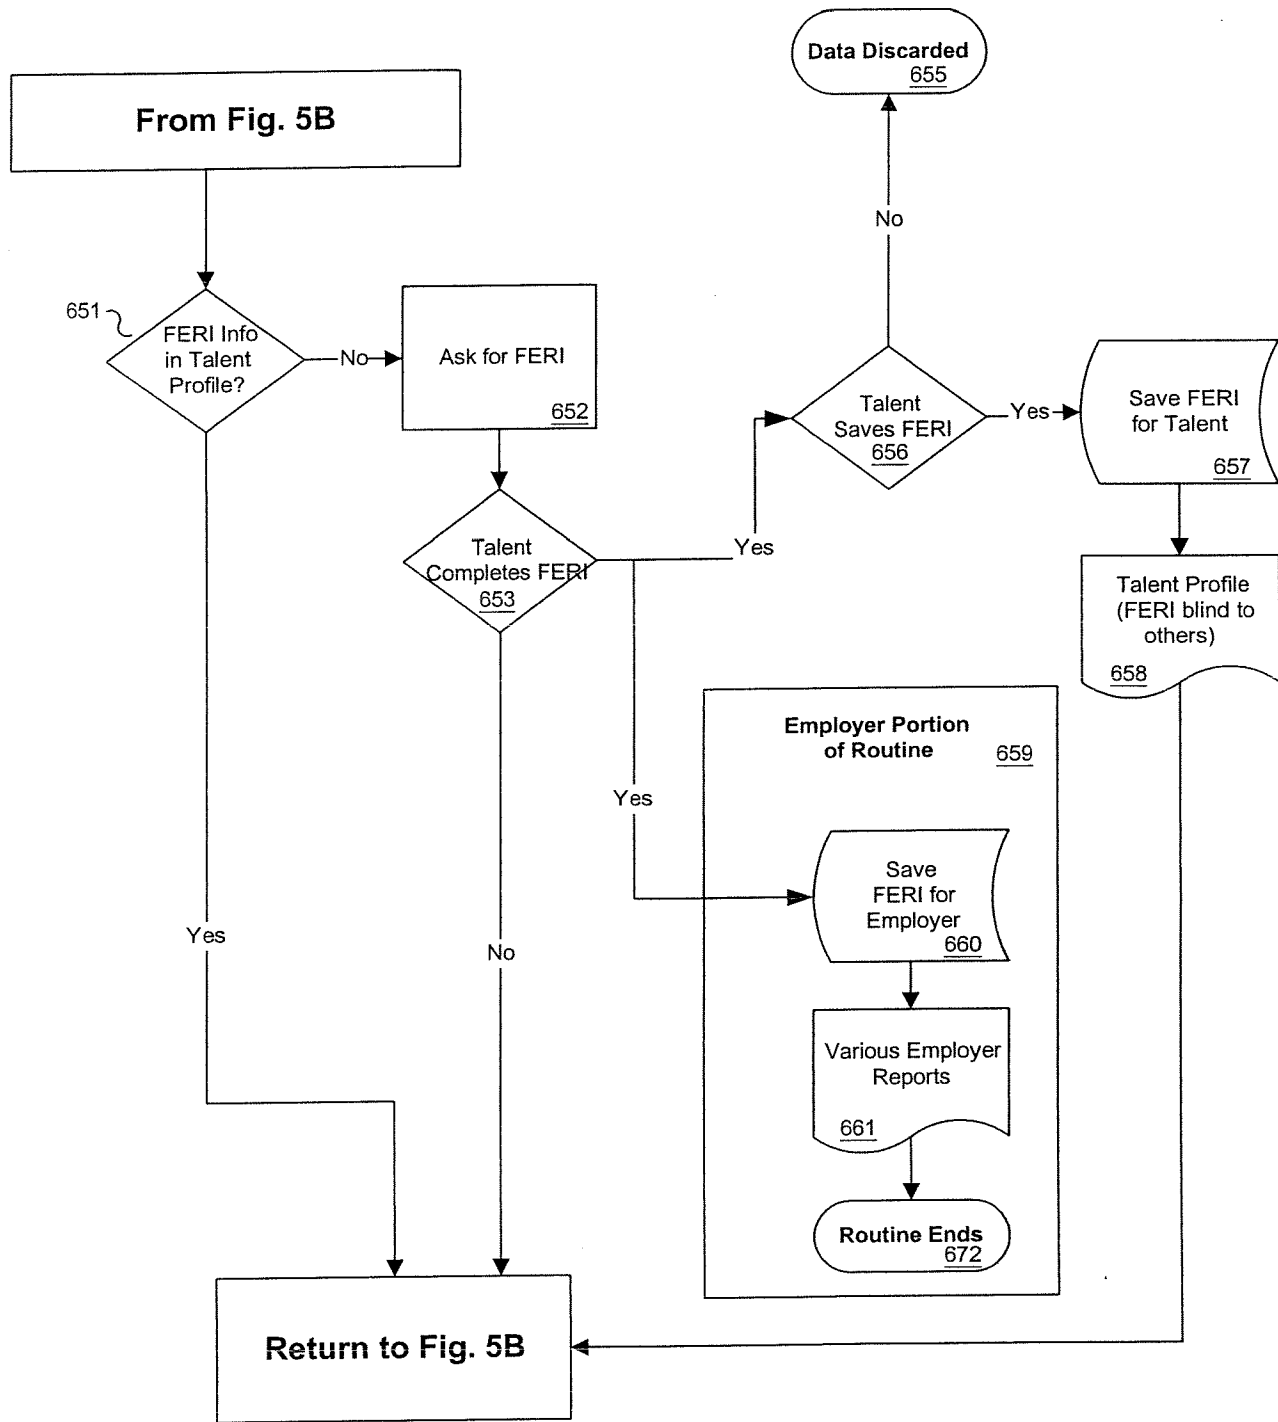 Data Discarded
655
From Fig. 5B
No
651
FERI Info
in Talent
Profile?
No
Ask for FERI
652
Talent
Saves FERI
656
Yes
Save FERI
for Talent
657
Talent
Completes FERI
653
Yes
Talent Profile
(FERI blind to
others)
658
Employer Portion
of Routine
659
Yes
Save
FERI for
Employer
660
Yes
No
Various Employer
Reports
661
Routine Ends
672
Return to Fig. 5B